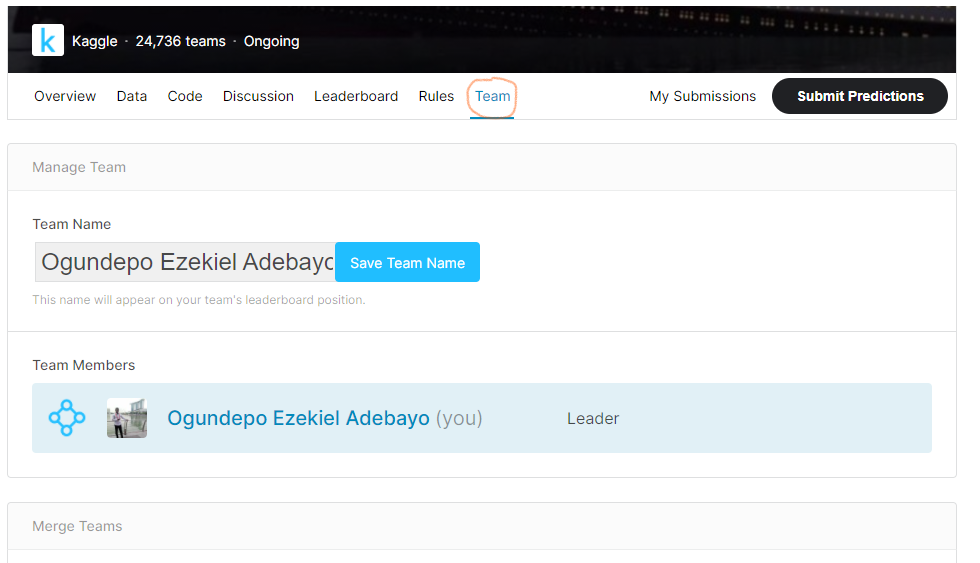 k Kaggle · 24,736 teams · Ongoing
Overview Data Code Discussion Leaderboard Rules Team My Submissions Submit Predictions
Manage Team
Team Name
Ogundepo Ezekiel Adebayo Save Team Name
This name will appear on your team's leaderboard position.
Team Members
Ogundepo Ezekiel Adebayo (you) Leader
Merge Teams